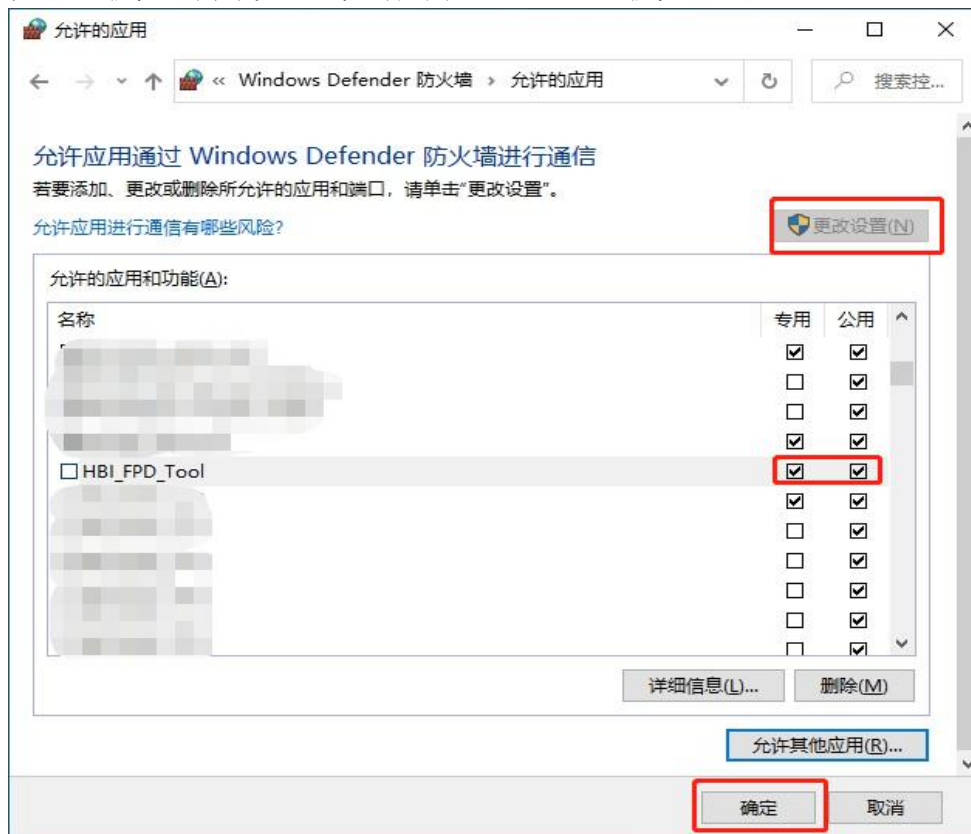 允许的应用
« Windows Defender 防火墙 › 允许的应用
搜索控...
允许应用通过 Windows Defender 防火墙进行通信
若要添加、更改或删除所允许的应用和端口，请单击"更改设置"。
允许应用进行通信有哪些风险?
更改设置(N)
允许的应用和功能(A):
名称 专用 公用
HBI_FPD_Tool
详细信息(L)... 删除(M)
允许其他应用(R)...
确定 取消